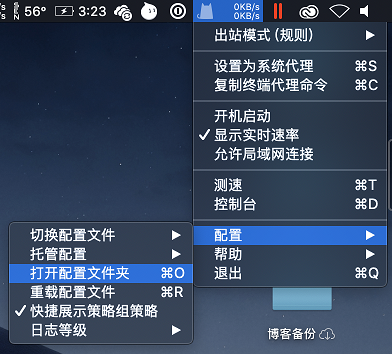 56° 3:23 0KB/s
0KB/s
出站模式 (规则)
设置为系统代理 ⌘S
复制终端代理命令 ⌘C
开机启动
✓ 显示实时速率
允许局域网连接
测速 ⌘T
控制台 ⌘D
配置
帮助
退出 ⌘Q
切换配置文件
托管配置
打开配置文件夹 ⌘O
重载配置文件 ⌘R
✓ 快捷展示策略组策略
日志等级
博客备份